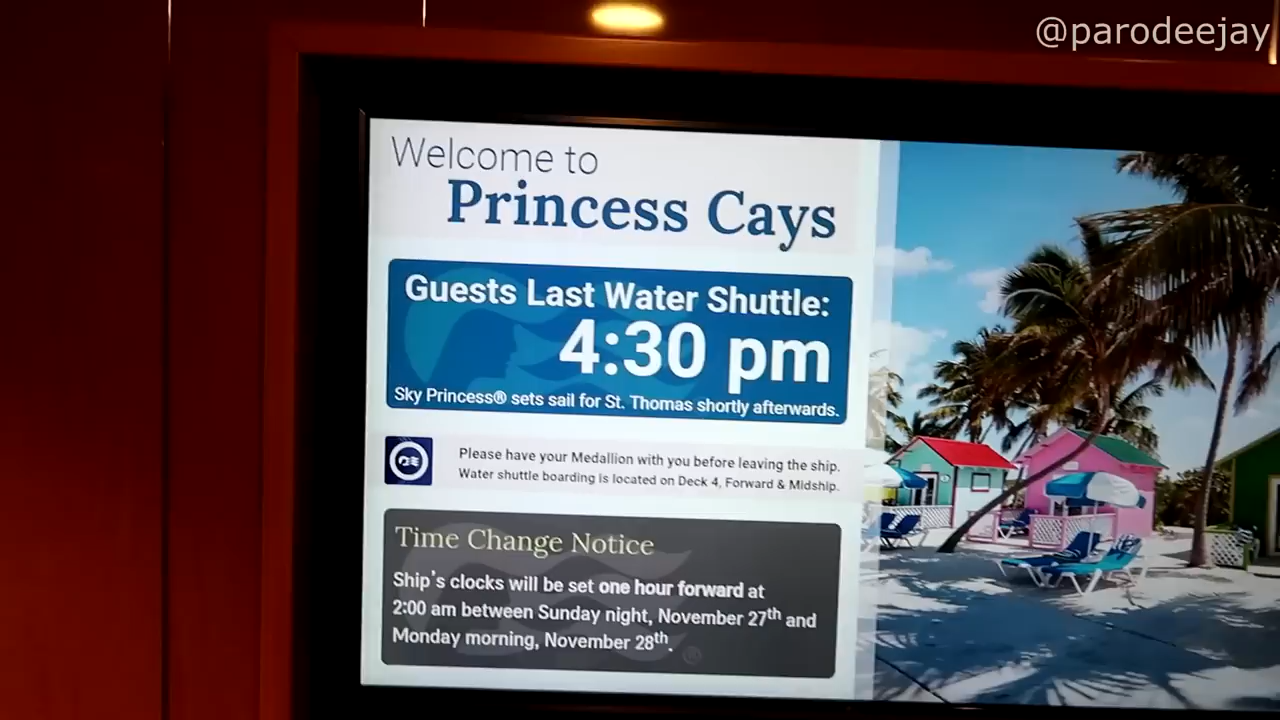 @parodeejay
Welcome to
Princess Cays
Guests Last Water Shuttle:
4:30 pm
Sky Princess® sets sail for St. Thomas shortly afterwards.
Please have your Medallion with you before leaving the ship.
Water shuttle boarding is located on Deck 4, Forward & Midship.
Time Change Notice
Ship's clocks will be set one hour forward at
2:00 am between Sunday night, November 27th and
Monday morning, November 28th.
®